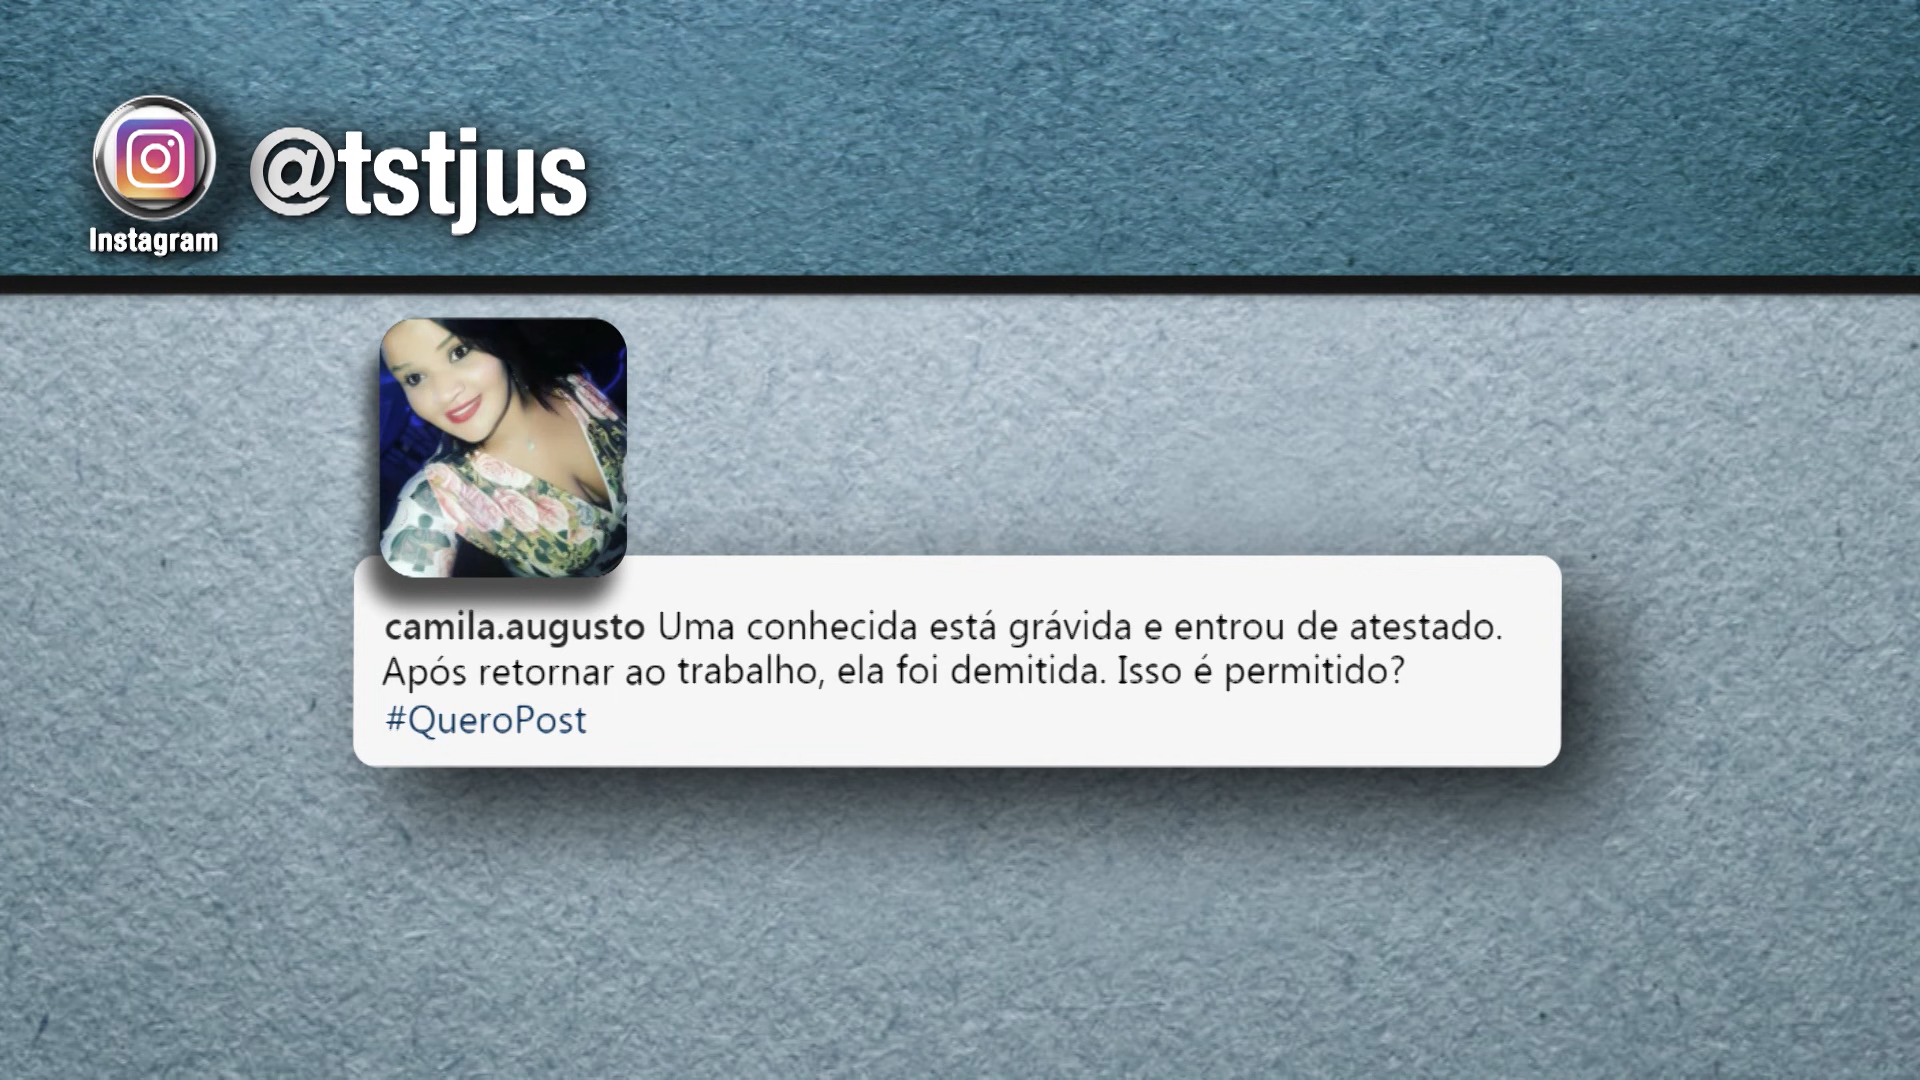 @tstjus
Instagram
camila.augusto Uma conhecida está grávida e entrou de atestado.
Após retornar ao trabalho, ela foi demitida. Isso é permitido?
#QueroPost